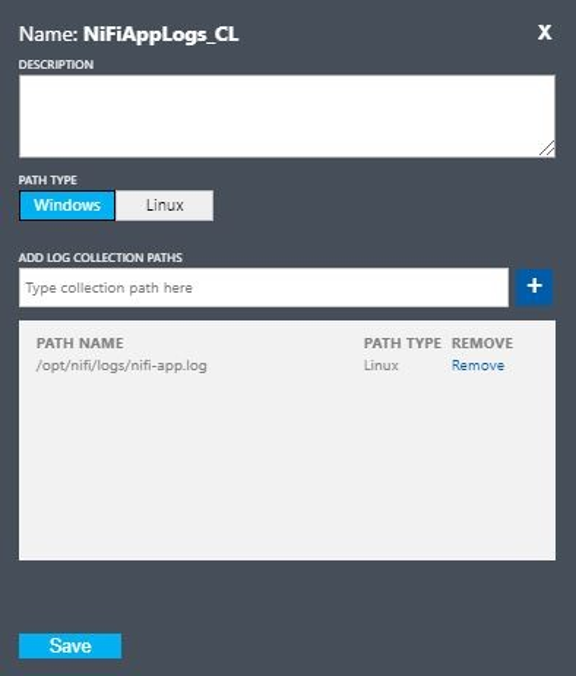 Name: NiFiAppLogs_CL X
DESCRIPTION
PATH TYPE
Windows Linux
ADD LOG COLLECTION PATHS
Type collection path here +
PATH NAME PATH TYPE REMOVE
/opt/nifi/logs/nifi-app.log Linux Remove
Save